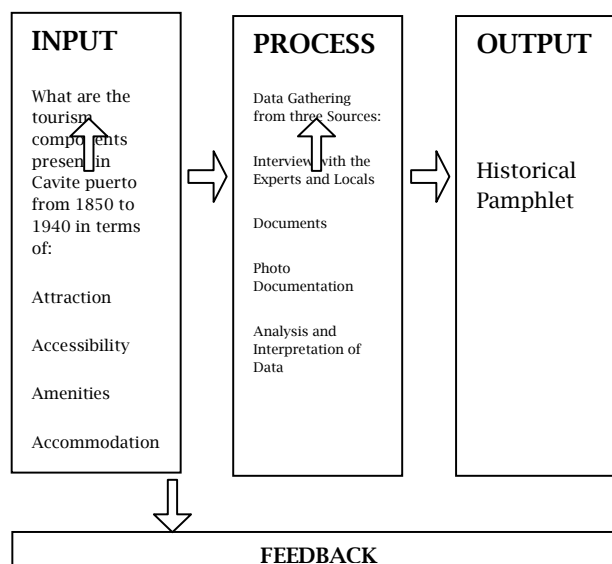 INPUT
What are the
tourism
components
present in
Cavite puerto
from 1850 to
1940 in terms
of:
Attraction
Accessibility
Amenities
Accommodation
PROCESS
Data Gathering
from three Sources:
Interview with the
Experts and Locals
Documents
Photo
Documentation
Analysis and
Interpretation of
Data
OUTPUT
Historical
Pamphlet
FEEDBACK